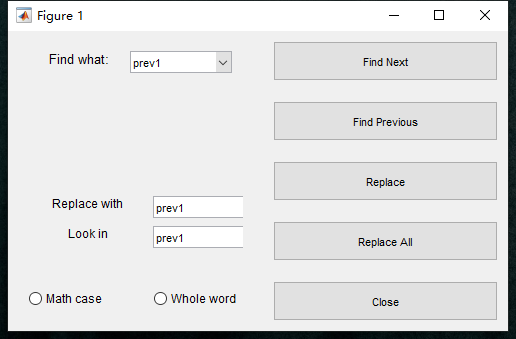 Figure 1
Find what:
prev1
Find Next
Find Previous
Replace with
prev1
Replace
Look in
prev1
Replace All
Math case
Whole word
Close